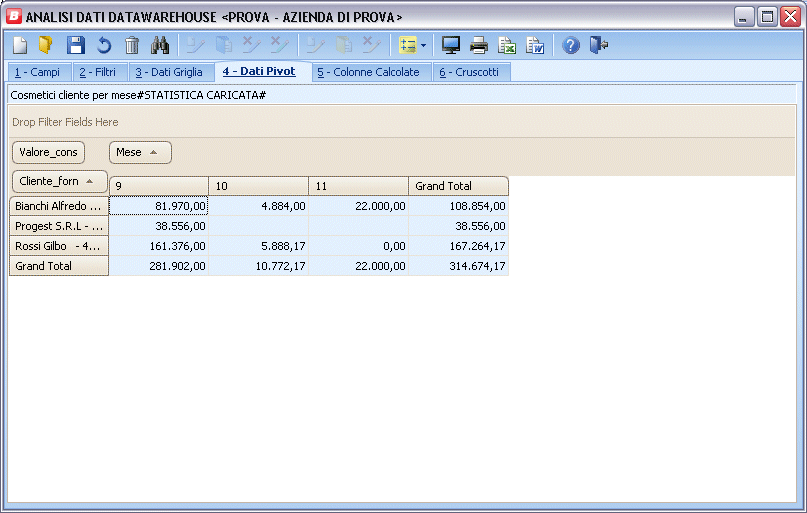 B ANALISI DATI DATAWAREHOUSE <PROVA - AZIENDA DI PROVA>
1 - Campi 2 - Filtri 3 - Dati Griglia 4 - Dati Pivot 5 - Colonne Calcolate 6 - Cruscotti
Cosmetici cliente per mese#STATISTICA CARICATA#
Drop Filter Fields Here
Valore_cons Mese
Cliente_forn 9 10 11 Grand Total
Bianchi Alfredo ... 81.970,00 4.884,00 22.000,00 108.854,00
Progest S.R.L - ... 38.556,00 38.556,00
Rossi Gilbo - 4... 161.376,00 5.888,17 0,00 167.264,17
Grand Total 281.902,00 10.772,17 22.000,00 314.674,17